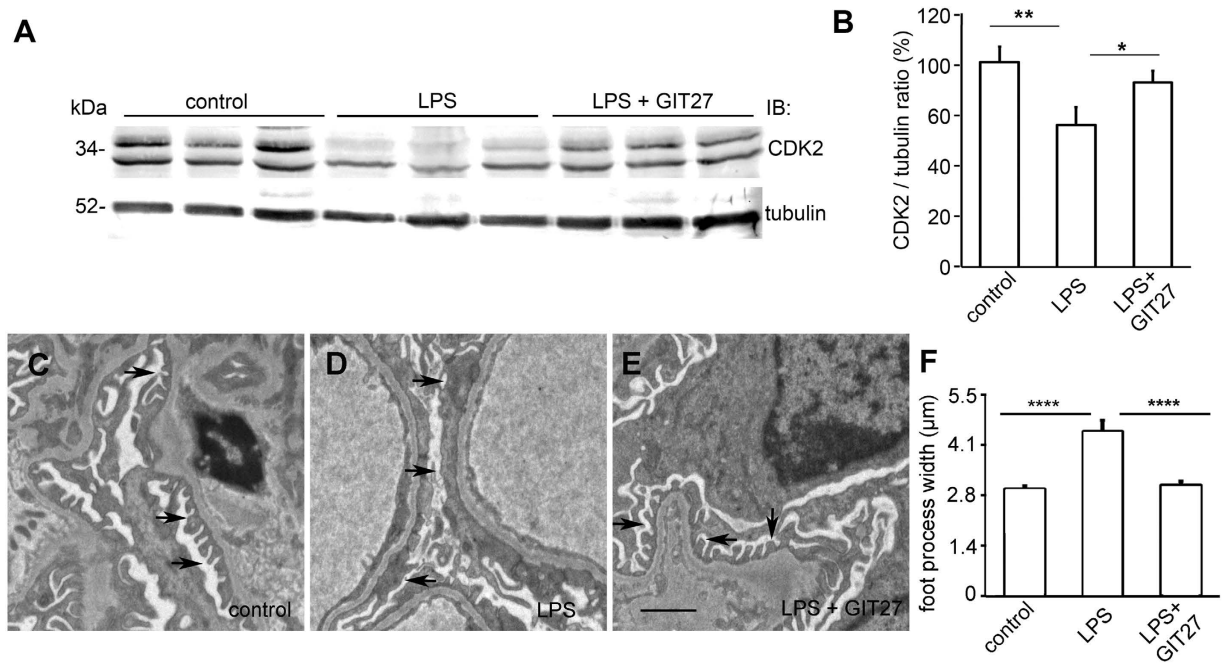 A
kDa
control
LPS
LPS + GIT27
IB:
34-
CDK2
52-
tubulin
B
CDK2 / tubulin ratio (%)
120
100
80
60
40
20
0
**
*
control
LPS
LPS+
GIT27
C
control
D
LPS
E
LPS + GIT27
F
foot process width (µm)
5.5
4.1
2.8
1.4
0
****
****
control
LPS
LPS+
GIT27